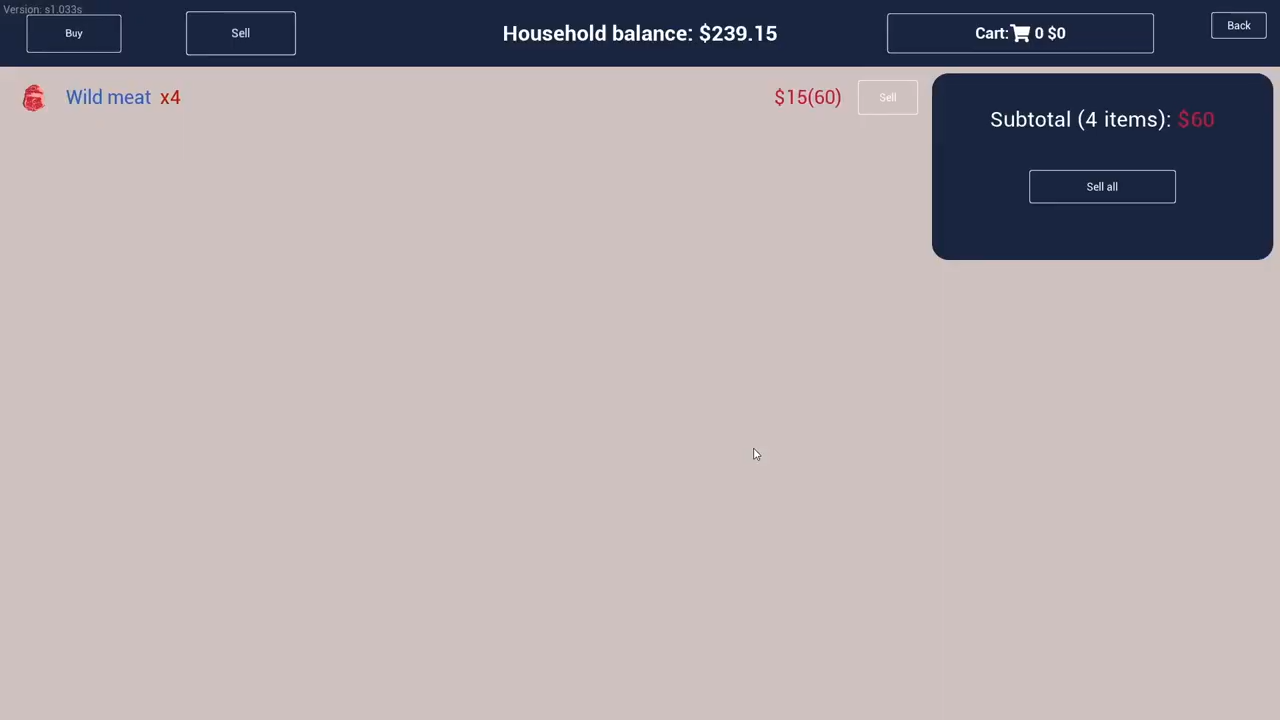 Version: s1.033s
Buy
Sell
Household balance: $239.15
Cart: 0 $0
Back
Wild meat x4
$15(60)
Sell
Subtotal (4 items): $60
Sell all